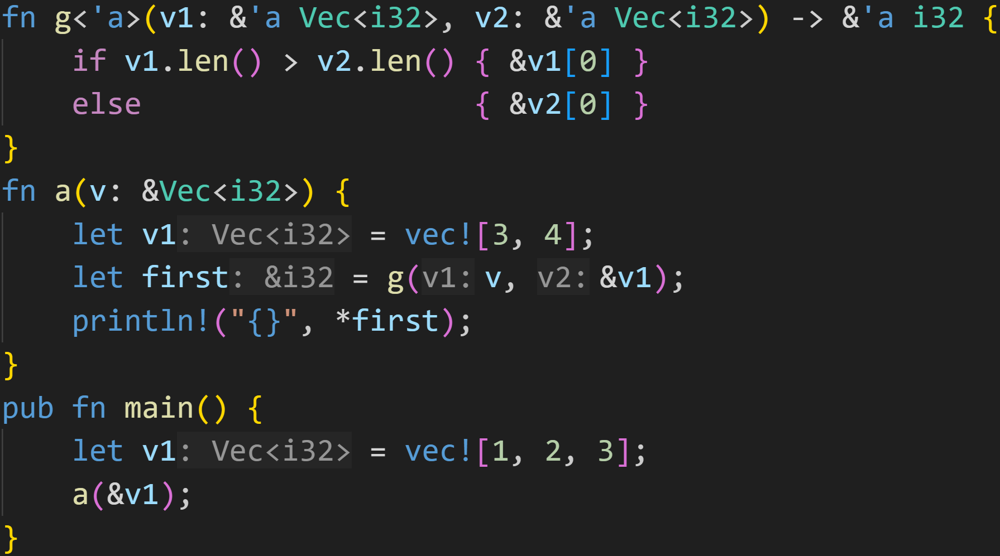 fn g<'a>(v1: &'a Vec<i32>, v2: &'a Vec<i32>) -> &'a i32 {
    if v1.len() > v2.len() { &v1[0] }
    else                   { &v2[0] }
}
fn a(v: &Vec<i32>) {
    let v1: Vec<i32> = vec![3, 4];
    let first: &i32 = g(v1: v, v2: &v1);
    println!("{}", *first);
}
pub fn main() {
    let v1: Vec<i32> = vec![1, 2, 3];
    a(&v1);
}